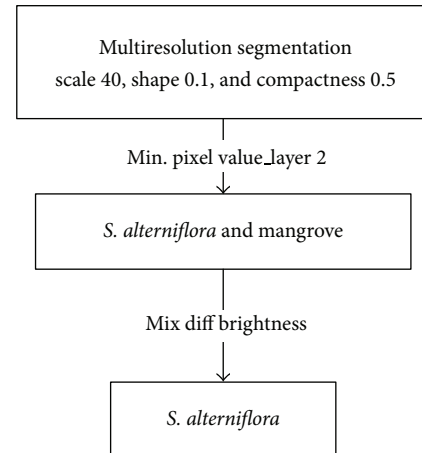 Multiresolution segmentation
scale 40, shape 0.1, and compactness 0.5
Min. pixel value_layer 2
S. alterniflora and mangrove
Mix diff brightness
S. alterniflora